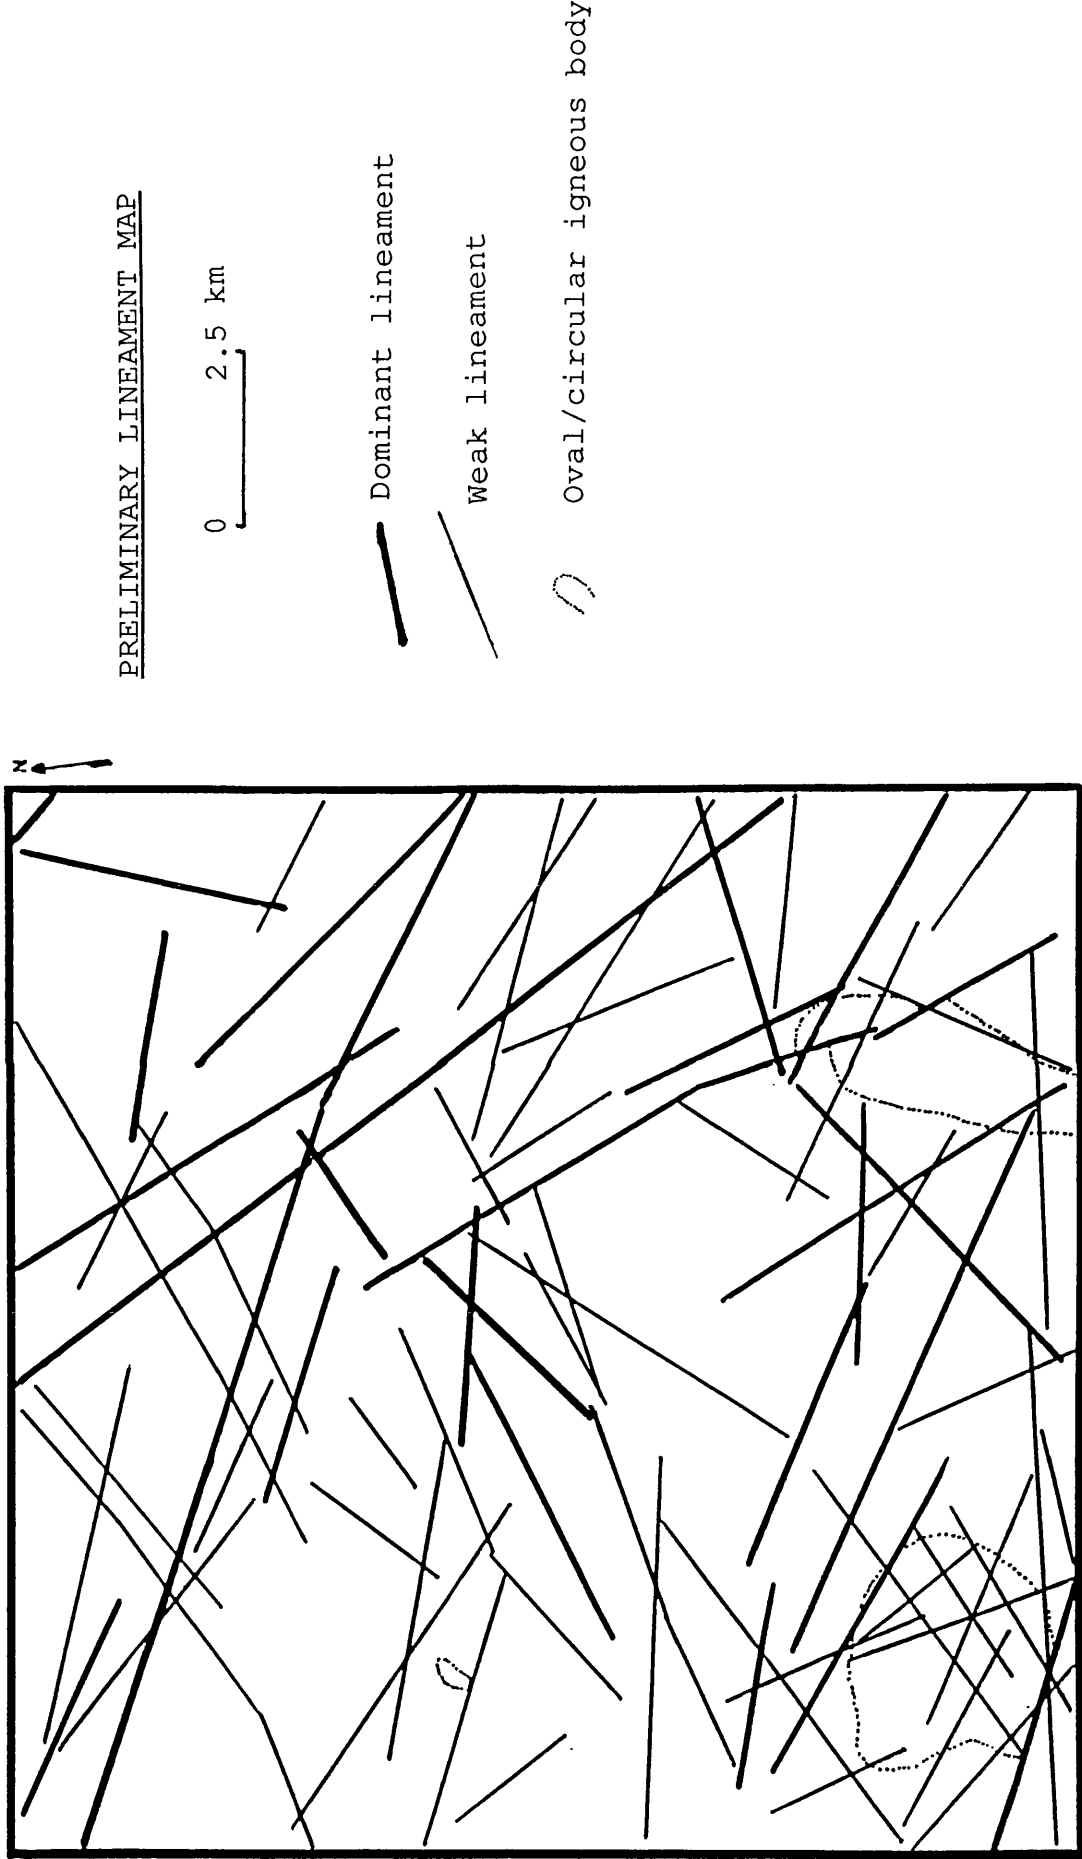 PRELIMINARY LINEAMENT MAP
0 2.5 km
Dominant lineament
Weak lineament
Oval/circular igneous body
N